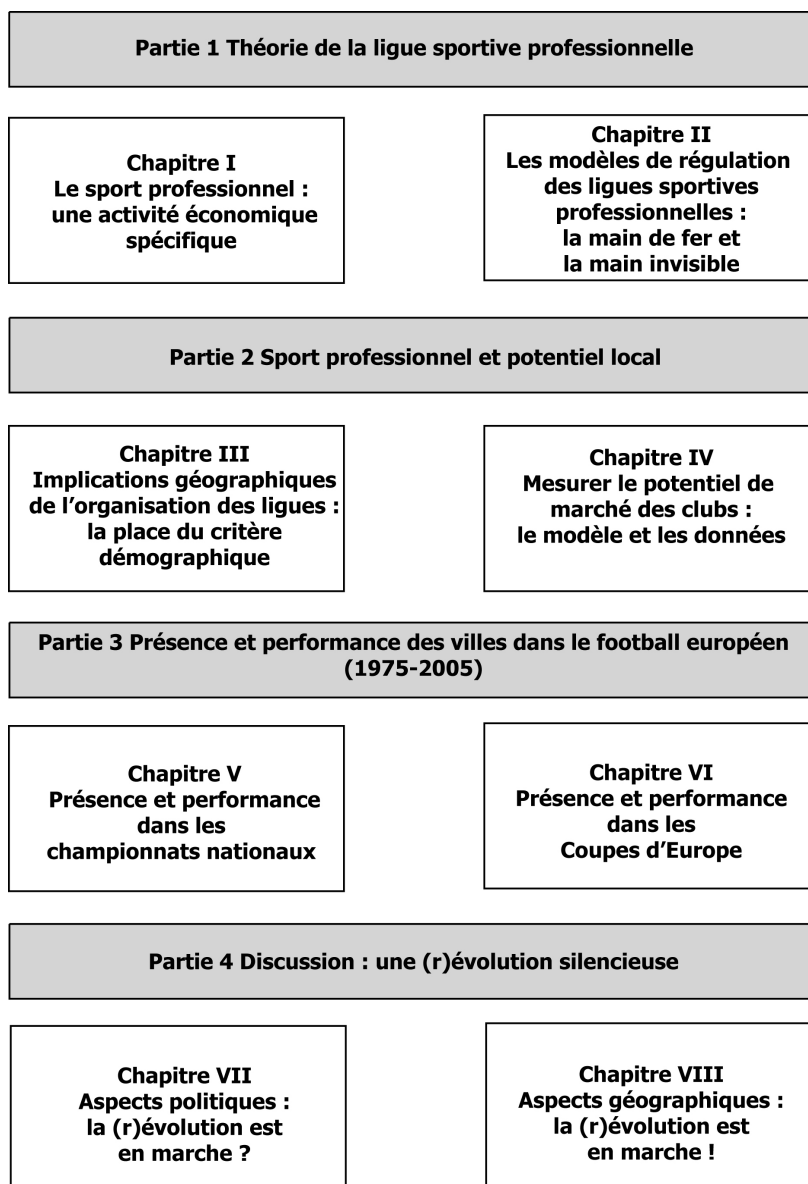 Partie 1 Théorie de la ligue sportive professionnelle
Chapitre I
Le sport professionnel :
une activité économique
spécifique
Chapitre II
Les modèles de régulation
des ligues sportives
professionnelles :
la main de fer et
la main invisible
Partie 2 Sport professionnel et potentiel local
Chapitre III
Implications géographiques
de l’organisation des ligues :
la place du critère
démographique
Chapitre IV
Mesurer le potentiel de
marché des clubs :
le modèle et les données
Partie 3 Présence et performance des villes dans le football européen
(1975-2005)
Chapitre V
Présence et performance
dans les
championnats nationaux
Chapitre VI
Présence et performance
dans les
Coupes d’Europe
Partie 4 Discussion : une (r)évolution silencieuse
Chapitre VII
Aspects politiques :
la (r)évolution est
en marche ?
Chapitre VIII
Aspects géographiques :
la (r)évolution est
en marche !